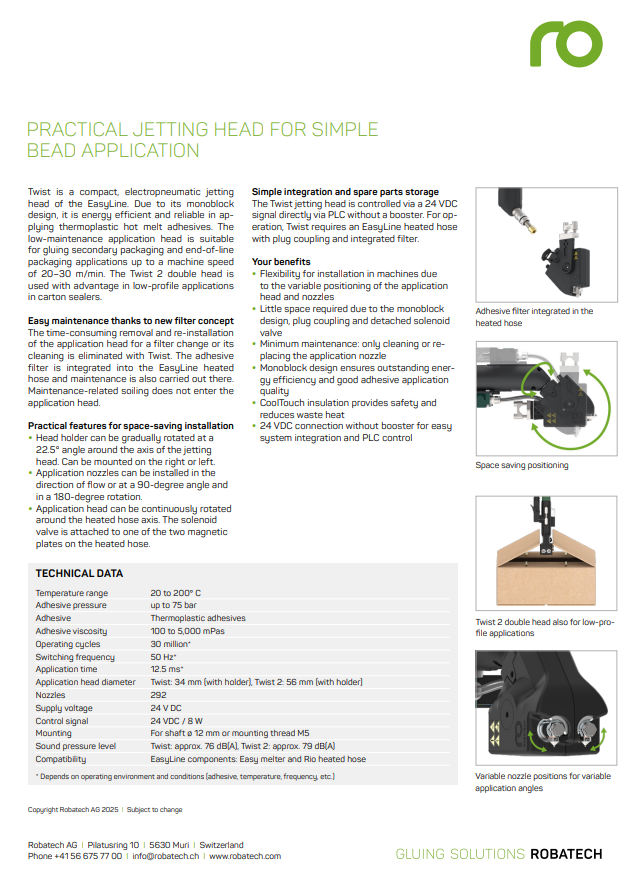 ro
PRACTICAL JETTING HEAD FOR SIMPLE
BEAD APPLICATION
Twist is a compact, electropneumatic jetting
head of the EasyLine. Due to its monoblock
design, it is energy efficient and reliable in ap-
plying thermoplastic hot melt adhesives. The
low-maintenance application head is suitable
for gluing secondary packaging and end-of-line
packaging applications up to a machine speed
of 20–30 m/min. The Twist 2 double head is
used with advantage in low-profile applications
in carton sealers.
Easy maintenance thanks to new filter concept
The time-consuming removal and re-installation
of the application head for a filter change or its
cleaning is eliminated with Twist. The adhesive
filter is integrated into the EasyLine heated
hose and maintenance is also carried out there.
Maintenance-related soiling does not enter the
application head.
Practical features for space-saving installation
• Head holder can be gradually rotated at a
22.5° angle around the axis of the jetting
head. Can be mounted on the right or left.
• Application nozzles can be installed in the
direction of flow or at a 90-degree angle and
in a 180-degree rotation.
• Application head can be continuously rotated
around the heated hose axis. The solenoid
valve is attached to one of the two magnetic
plates on the heated hose.
Simple integration and spare parts storage
The Twist jetting head is controlled via a 24 VDC
signal directly via PLC without a booster. For op-
eration, Twist requires an EasyLine heated hose
with plug coupling and integrated filter.
Your benefits
• Flexibility for installation in machines due
to the variable positioning of the application
head and nozzles
• Little space required due to the monoblock
design, plug coupling and detached solenoid
valve
• Minimum maintenance: only cleaning or re-
placing the application nozzle
• Monoblock design ensures outstanding ener-
gy efficiency and good adhesive application
quality
• CoolTouch insulation provides safety and
reduces waste heat
• 24 VDC connection without booster for easy
system integration and PLC control
Adhesive filter integrated in the
heated hose
Space saving positioning
Twist 2 double head also for low-pro-
file applications
Variable nozzle positions for variable
application angles
TECHNICAL DATA
Temperature range 20 to 200° C
Adhesive pressure up to 75 bar
Adhesive Thermoplastic adhesives
Adhesive viscosity 100 to 5,000 mPas
Operating cycles 30 million*
Switching frequency 50 Hz*
Application time 12.5 ms*
Application head diameter Twist: 34 mm (with holder), Twist 2: 56 mm (with holder)
Nozzles 292
Supply voltage 24 V DC
Control signal 24 VDC / 8 W
Mounting For shaft ø 12 mm or mounting thread M5
Sound pressure level Twist: approx. 76 dB(A), Twist 2: approx. 79 dB(A)
Compatibility EasyLine components: Easy melter and Rio heated hose
* Depends on operating environment and conditions (adhesive, temperature, frequency, etc.)
Copyright Robatech AG 2025 | Subject to change
Robatech AG | Pilatusring 10 | 5630 Muri | Switzerland
Phone +41 56 675 77 00 | info@robatech.ch | www.robatech.com
GLUING SOLUTIONS ROBATECH